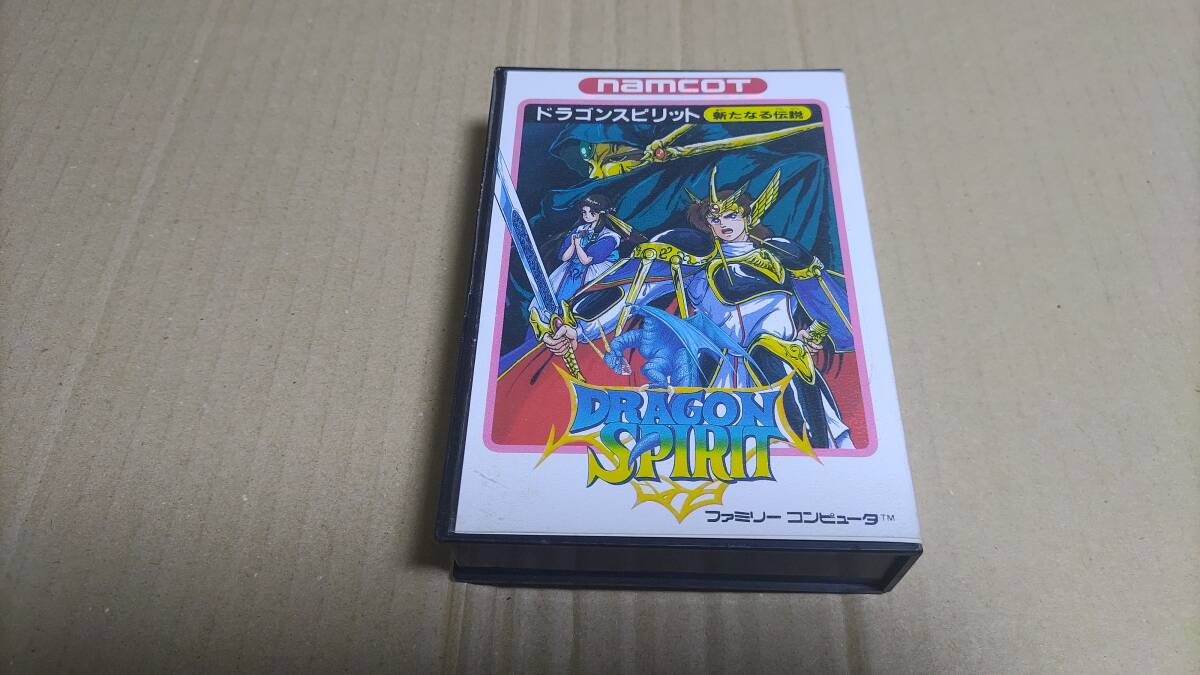 namcot
ドラゴンスピリット 新たなる伝説
DRAGON
SPIRIT
ファミリー コンピュータ™